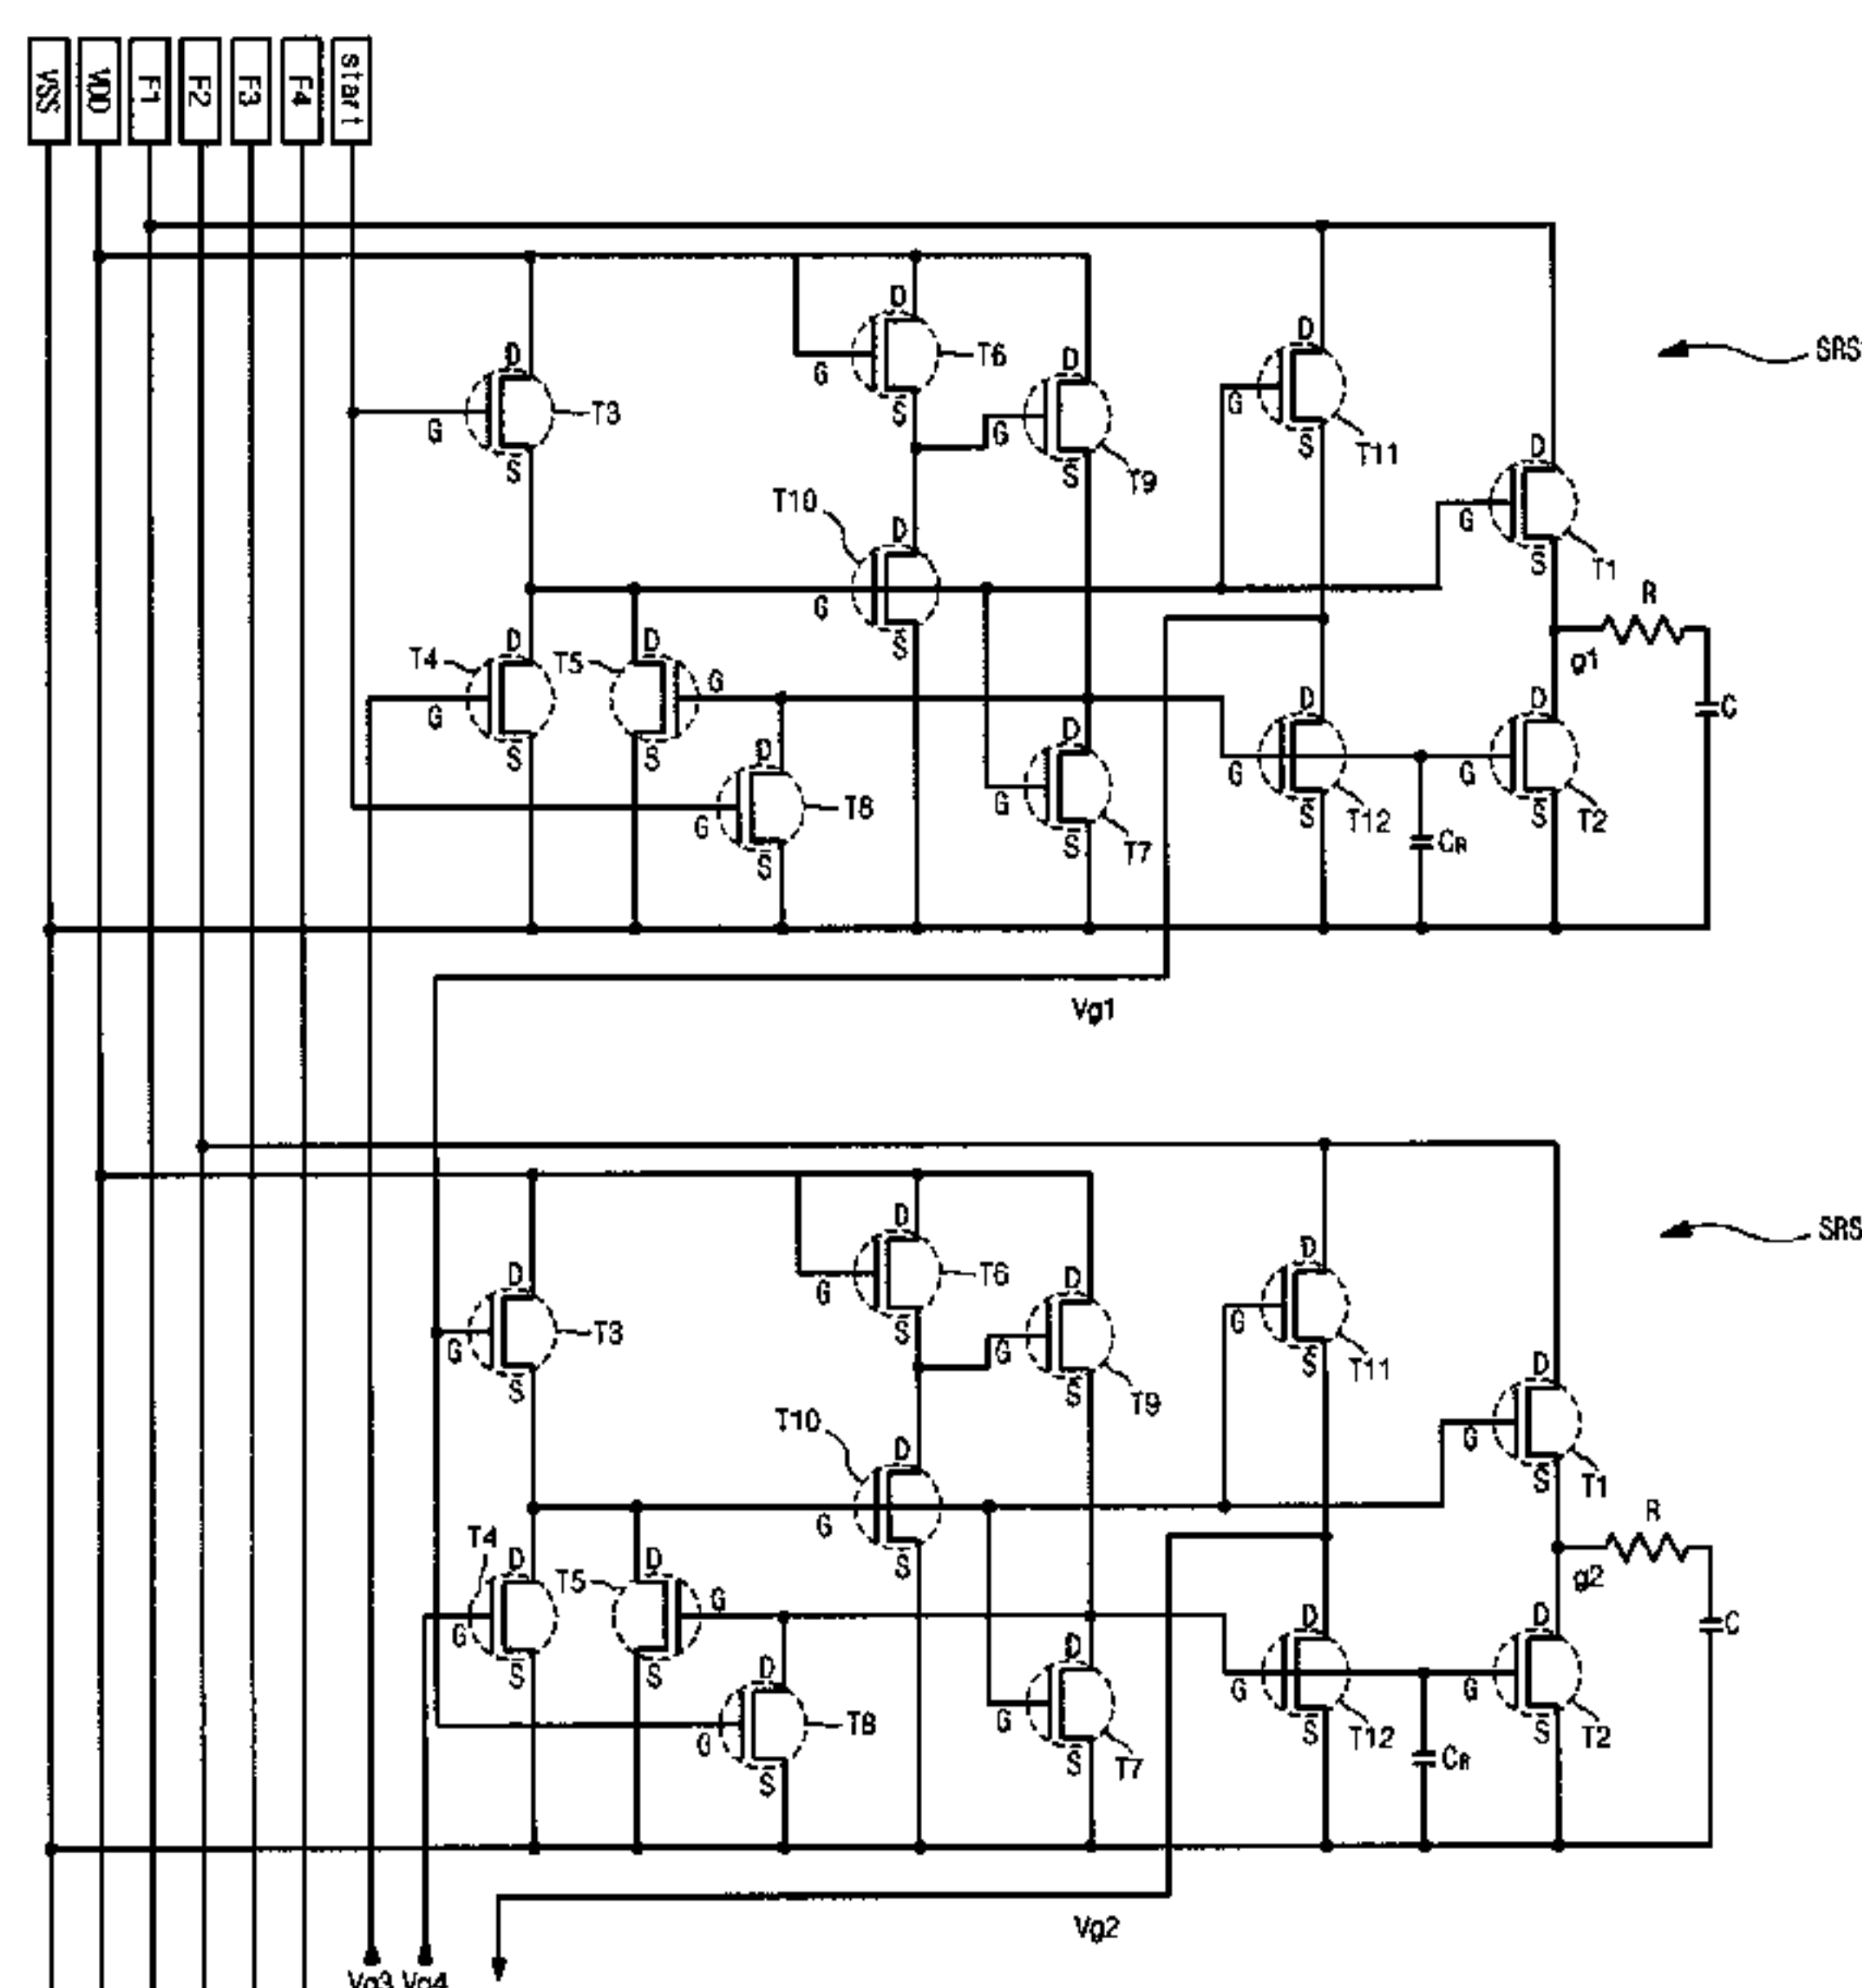 VSS VDD F1 F2 F3 F4 start
D
D T6
D G D
D SRS
G T3 S G G T11
S S T9 D
T10 D S G
S T1
G R
D D S g1
T4 T5 G D D C
G D D
S S G G G
G T8 G S T12 S T2
S S T7 CR
Vg1
D
D T6 D
D G D SRS
G T3 S G G T11
S S T9 S D
T10 D G
S T1
G R
T4 D D S g2
T5 G D D C
G D D
S S G G
G T8 G S T12 S T2
S S T7 CR
Vg2
Vg3 Vg4